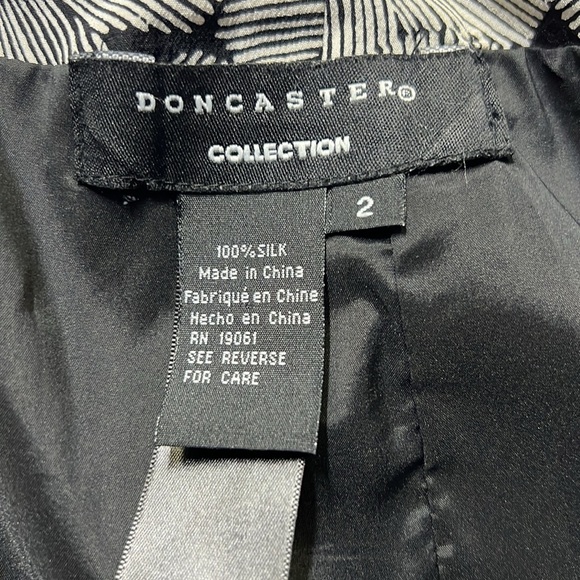 DONCASTER®
COLLECTION
2
100% SILK
Made in China
Fabriqué en Chine
Hecho en China
RN 19061
SEE REVERSE
FOR CARE